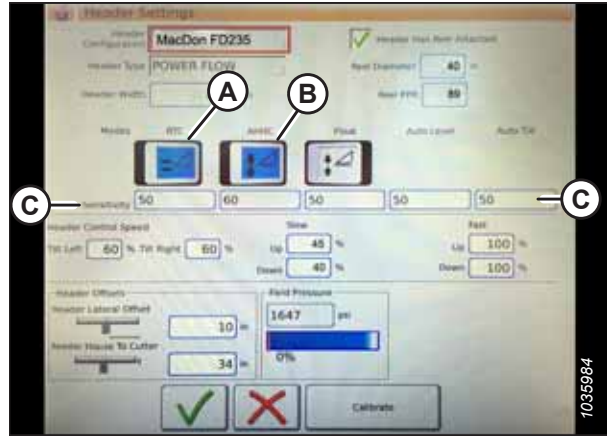 Header Settings
Header Configuration MacDon FD235 Header Has Reel Attached
Header Type POWER FLOW Reel Diameter 40 in
Header Width Reel PPR 89
A B
Modes RTC AHHC Float Auto Level Auto Tilt
C Sensitivity 50 60 50 50 50 C
Header Control Speed Slow Fast
Tilt Left 60 % Tilt Right 60 % Up 45 % Up 100 %
Down 40 % Down 100 %
Header Offsets Field Pressure
Header Lateral Offset 1647 psi
10 in
Feeder House To Cutter 0%
34 in
Calibrate
1035984